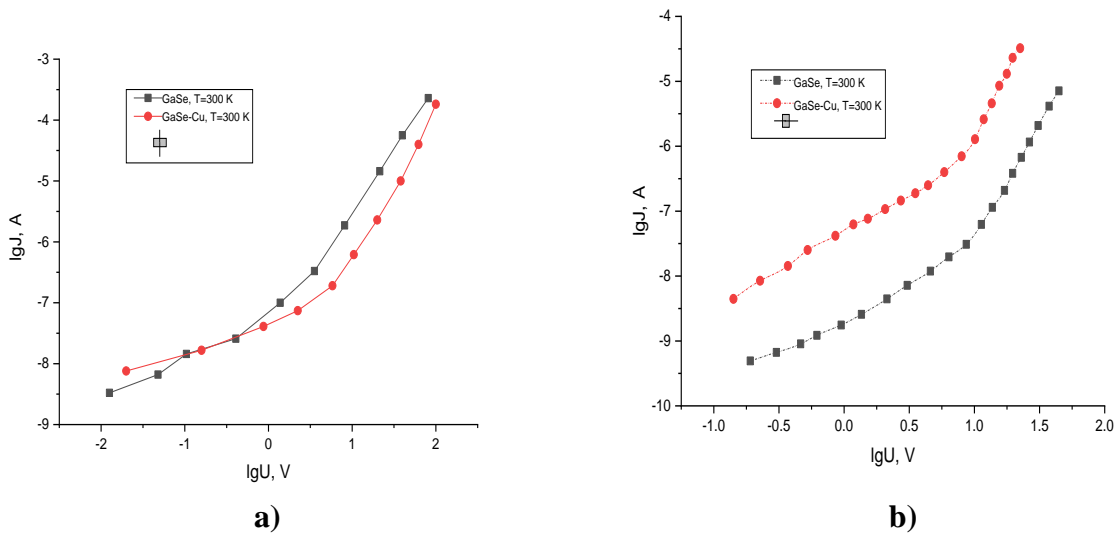 -3
-4
-5
-6
-7
-8
-9
-2
-1
0
1
2
lgJ, A
lgU, V
GaSe, T=300 K
GaSe-Cu, T=300 K
a)
-4
-5
-6
-7
-8
-9
-10
-1.0
-0.5
0.0
0.5
1.0
1.5
2.0
lgJ, A
lgU, V
GaSe, T=300 K
GaSe-Cu, T=300 K
b)